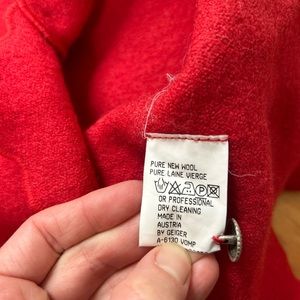 PURE NEW WOOL
PURE LAINE VIERGE
OR PROFESSIONAL
DRY CLEANING
MADE IN
AUSTRIA
BY GEIGER
A-6130 VOMP